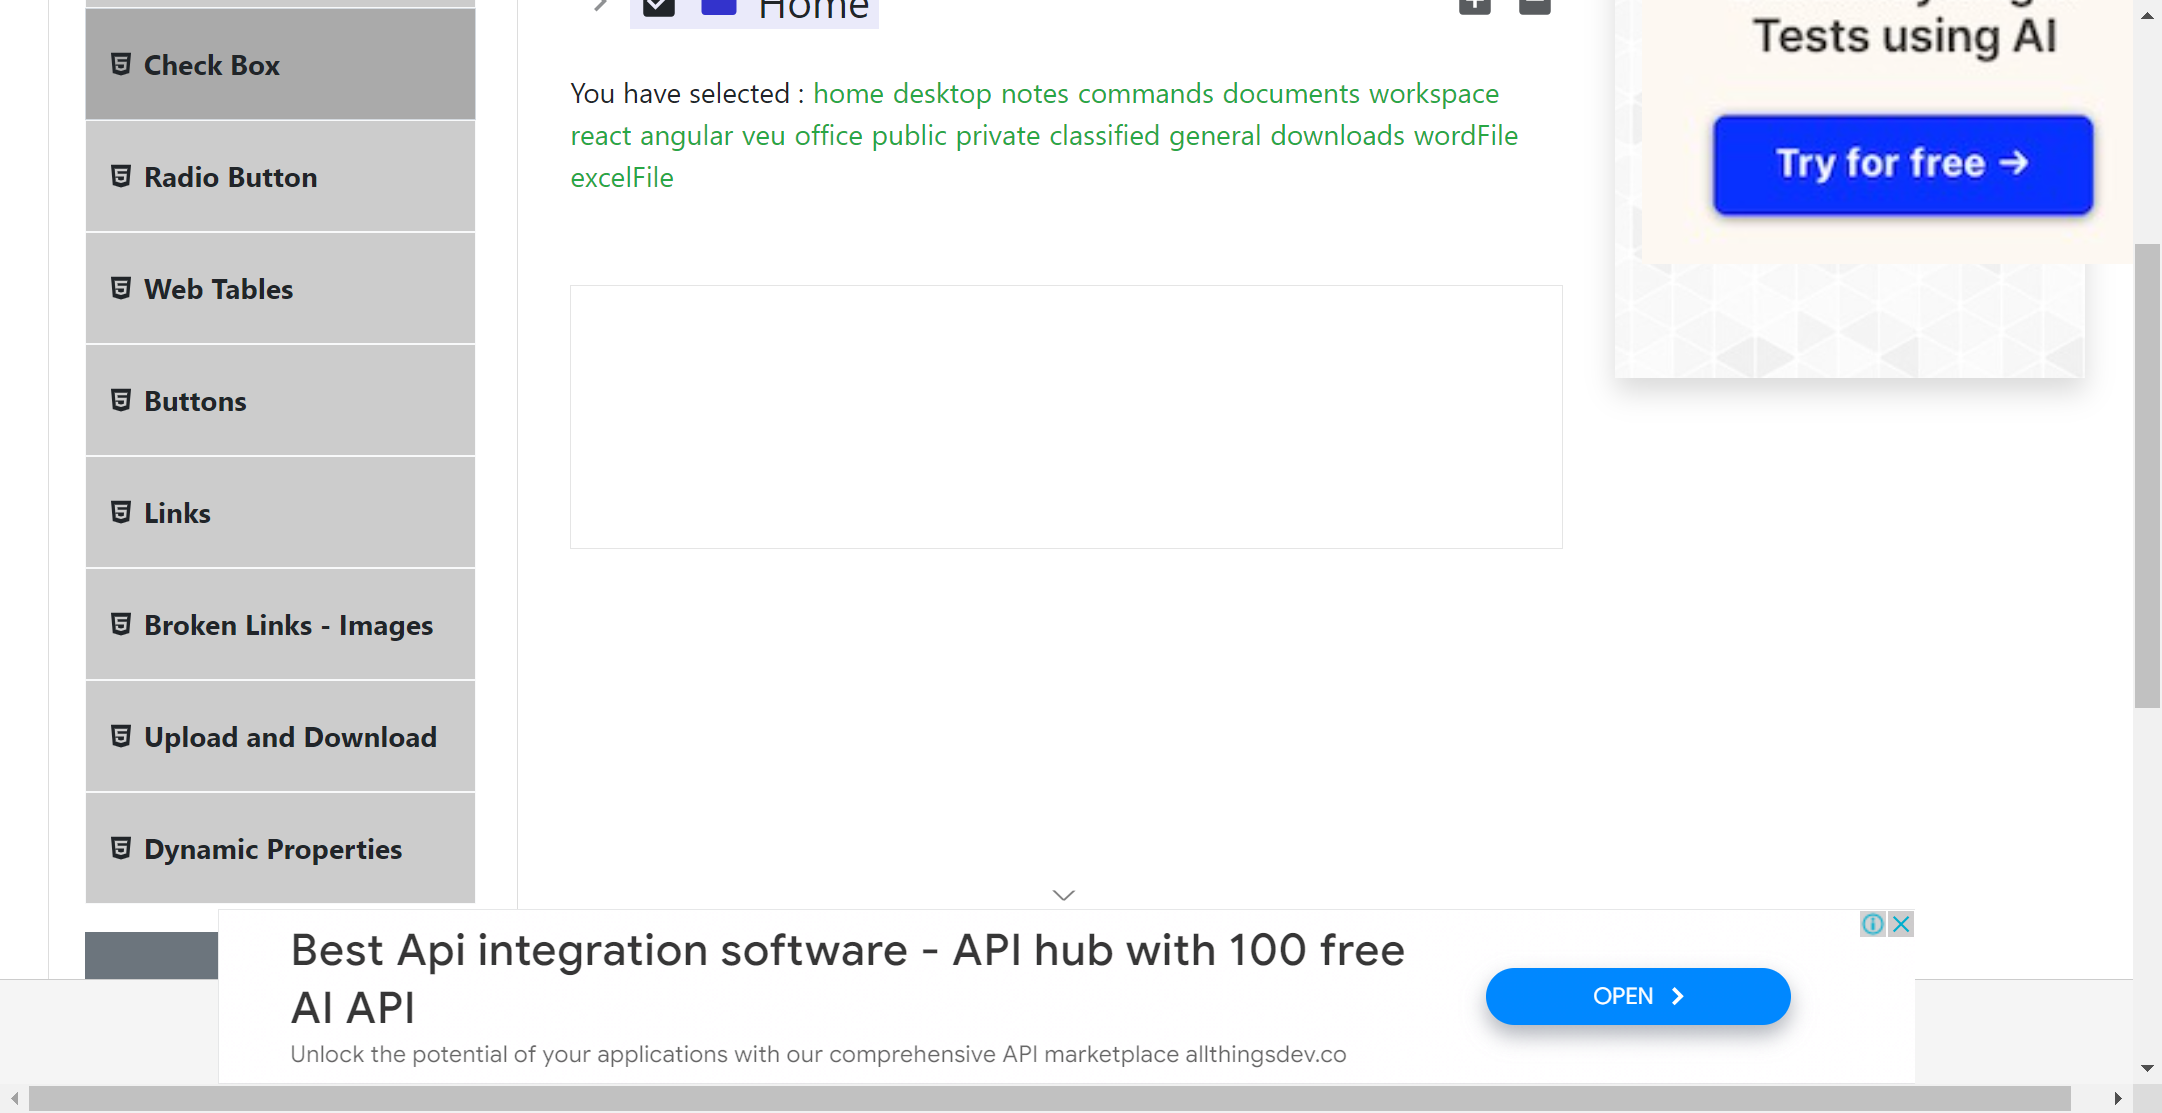 Home
Check Box
Radio Button
Web Tables
Buttons
Links
Broken Links - Images
Upload and Download
Dynamic Properties
You have selected : home desktop notes commands documents workspace
react angular veu office public private classified general downloads wordFile
excelFile
Tests using AI
Try for free →
Best Api integration software - API hub with 100 free
AI API
Unlock the potential of your applications with our comprehensive API marketplace allthingsdev.co
OPEN